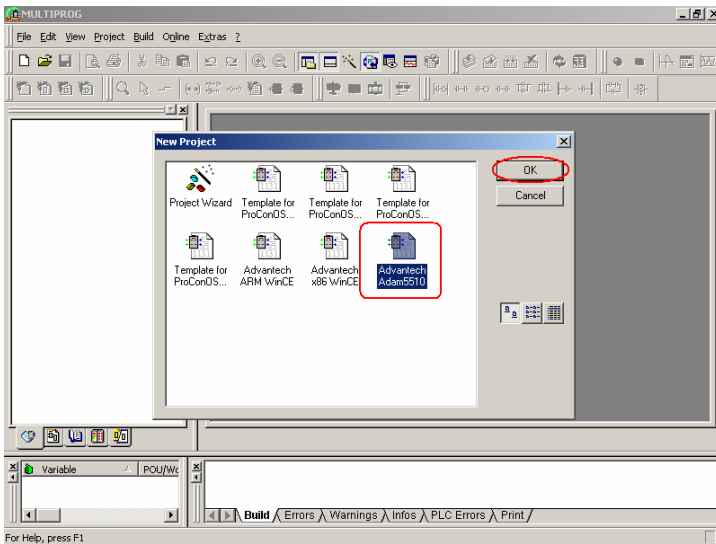 MULTIPROG
File Edit View Project Build Online Extras ?
New Project
Project Wizard
Template for ProConOS...
Template for ProConOS...
Template for ProConOS...
OK
Cancel
Template for ProConOS...
Advantech ARM WinCE
Advantech x86 WinCE
Advantech Adam5510
Variable
POU/Wo
Build
Errors
Warnings
Infos
PLC Errors
Print
For Help, press F1